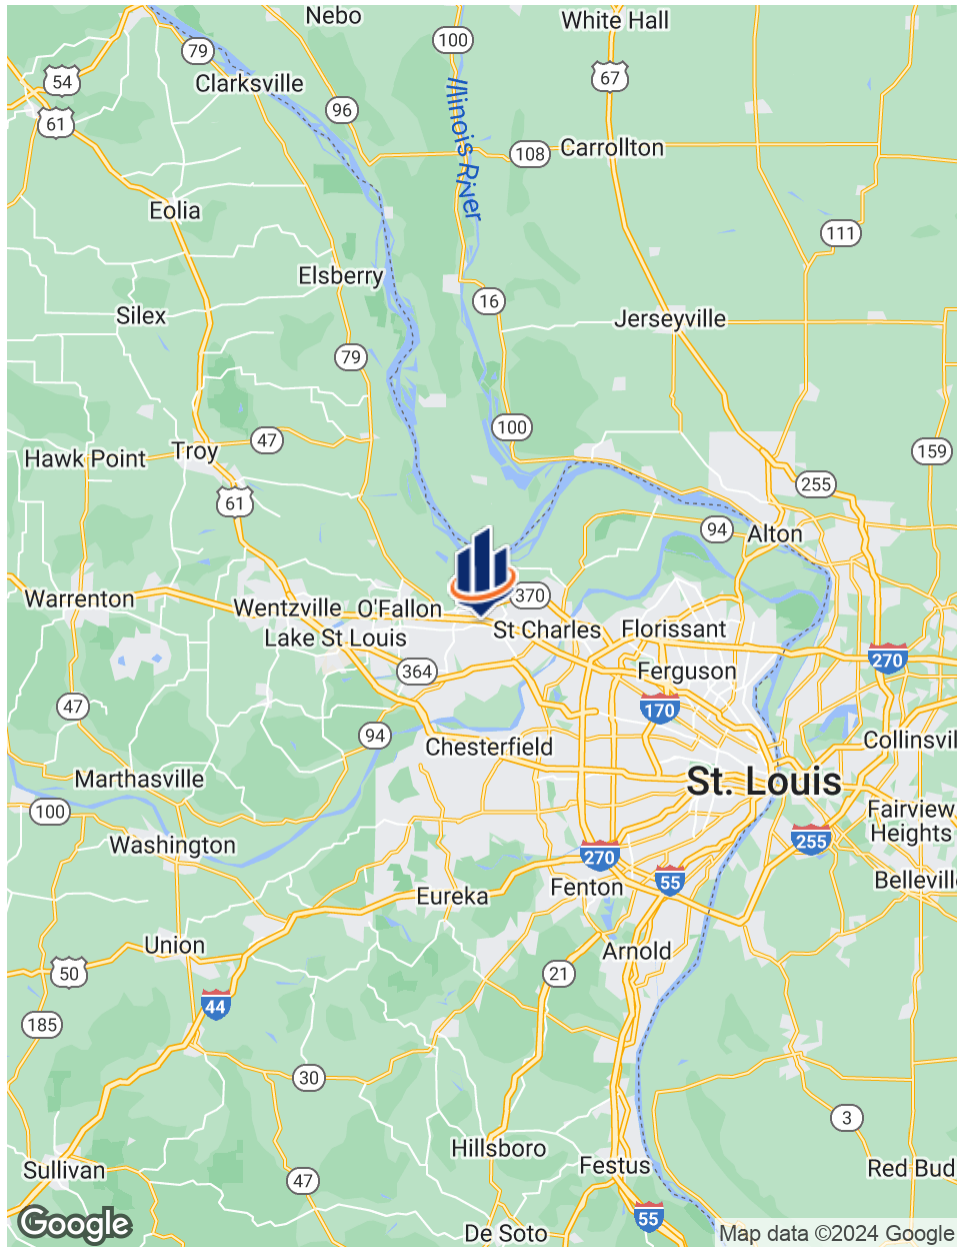 Nebo
White Hall
100
79
54
Clarksville
67
96
61
Illinois River
108
Carrollton
Eolia
111
Elsberry
16
Silex
Jerseyville
79
100
47
Troy
Hawk Point
159
255
61
94
Alton
370
Warrenton
Wentzville
O'Fallon
St Charles
Florissant
Lake St Louis
270
364
Ferguson
47
170
94
Chesterfield
Collinsvil
Marthasville
St. Louis
100
Fairview
Heights
255
Washington
270
55
Fenton
Belleville
Eureka
Union
Arnold
50
21
44
185
30
3
Hillsboro
Sullivan
Festus
Red Bud
47
55
Google
De Soto
Map data ©2024 Google